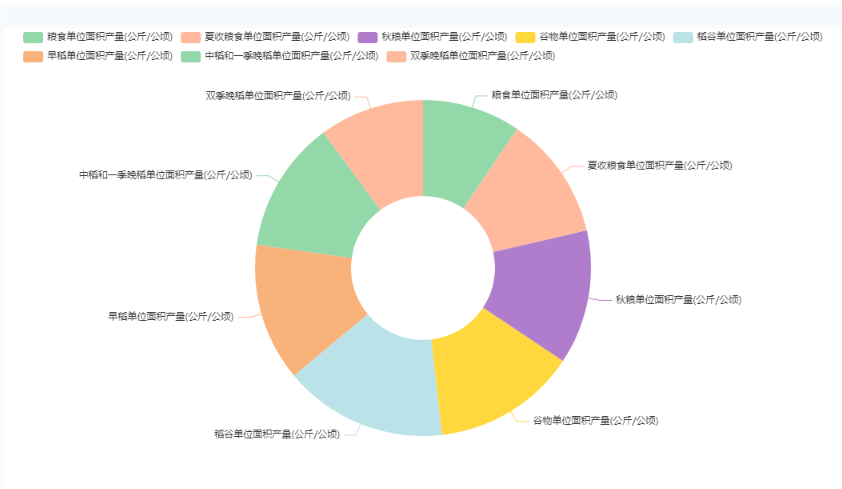 粮食单位面积产量(公斤/公顷) 夏收粮食单位面积产量(公斤/公顷) 秋粮单位面积产量(公斤/公顷) 谷物单位面积产量(公斤/公顷) 稻谷单位面积产量(公斤/公顷)
早稻单位面积产量(公斤/公顷) 中稻和一季晚稻单位面积产量(公斤/公顷) 双季晚稻单位面积产量(公斤/公顷)
双季晚稻单位面积产量(公斤/公顷) 粮食单位面积产量(公斤/公顷)
夏收粮食单位面积产量(公斤/公顷)
中稻和一季晚稻单位面积产量(公斤/公顷)
秋粮单位面积产量(公斤/公顷)
早稻单位面积产量(公斤/公顷)
谷物单位面积产量(公斤/公顷)
稻谷单位面积产量(公斤/公顷)